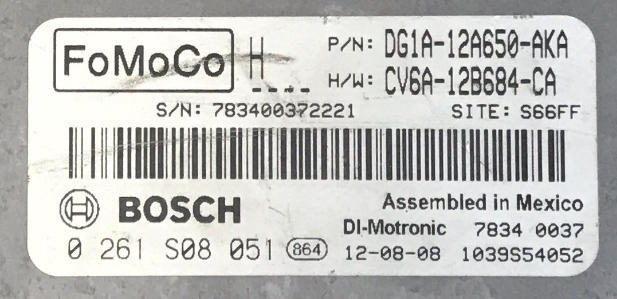 FoMoCo H P/N: DG1A-12A650-AKA
H/W: CV6A-12B684-CA
S/N: 783400372221 SITE: S66FF
BOSCH Assembled in Mexico
DI-Motronic 7834 0037
0 261 S08 051 864 12-08-08 1039S54052